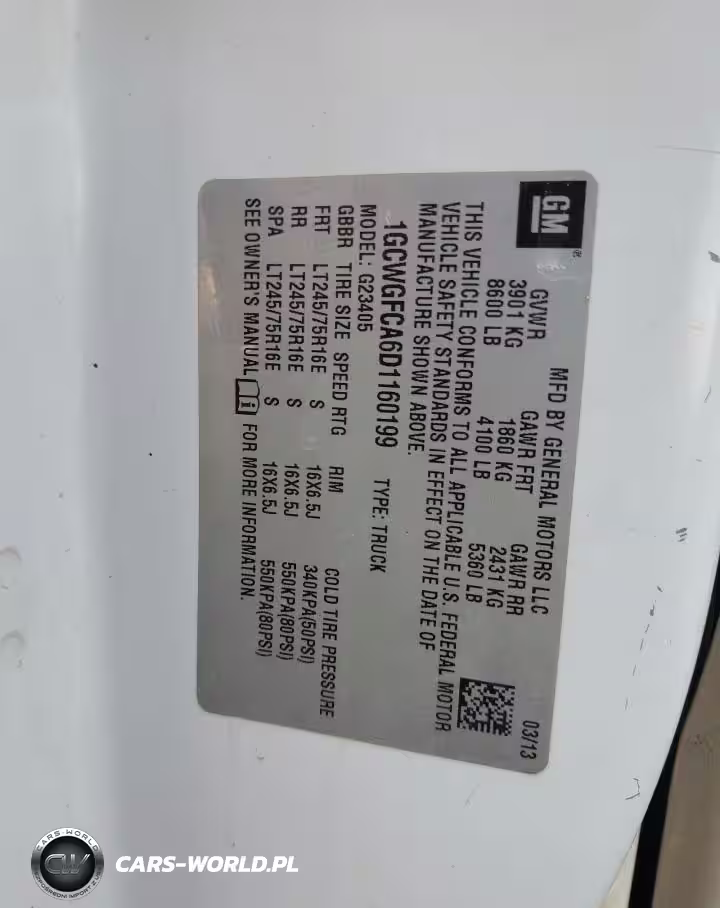 GM®
MFD BY GENERAL MOTORS LLC
03/13
GVWR GAWR FRT GAWR RR
3901 KG 1860 KG 2431 KG
8600 LB 4100 LB 5360 LB
THIS VEHICLE CONFORMS TO ALL APPLICABLE U.S. FEDERAL MOTOR
VEHICLE SAFETY STANDARDS IN EFFECT ON THE DATE OF
MANUFACTURE SHOWN ABOVE.
1GCWGFCA6D1160199 TYPE: TRUCK
MODEL: G23405
GBBR TIRE SIZE SPEED RTG RIM COLD TIRE PRESSURE
FRT LT245/75R16E S 16X6.5J 340KPA(50PSI)
RR LT245/75R16E S 16X6.5J 550KPA(80PSI)
SPA LT245/75R16E S 16X6.5J 550KPA(80PSI)
SEE OWNER'S MANUAL FOR MORE INFORMATION.
CARS-WORLD
CW
CARS-WORLD.PL